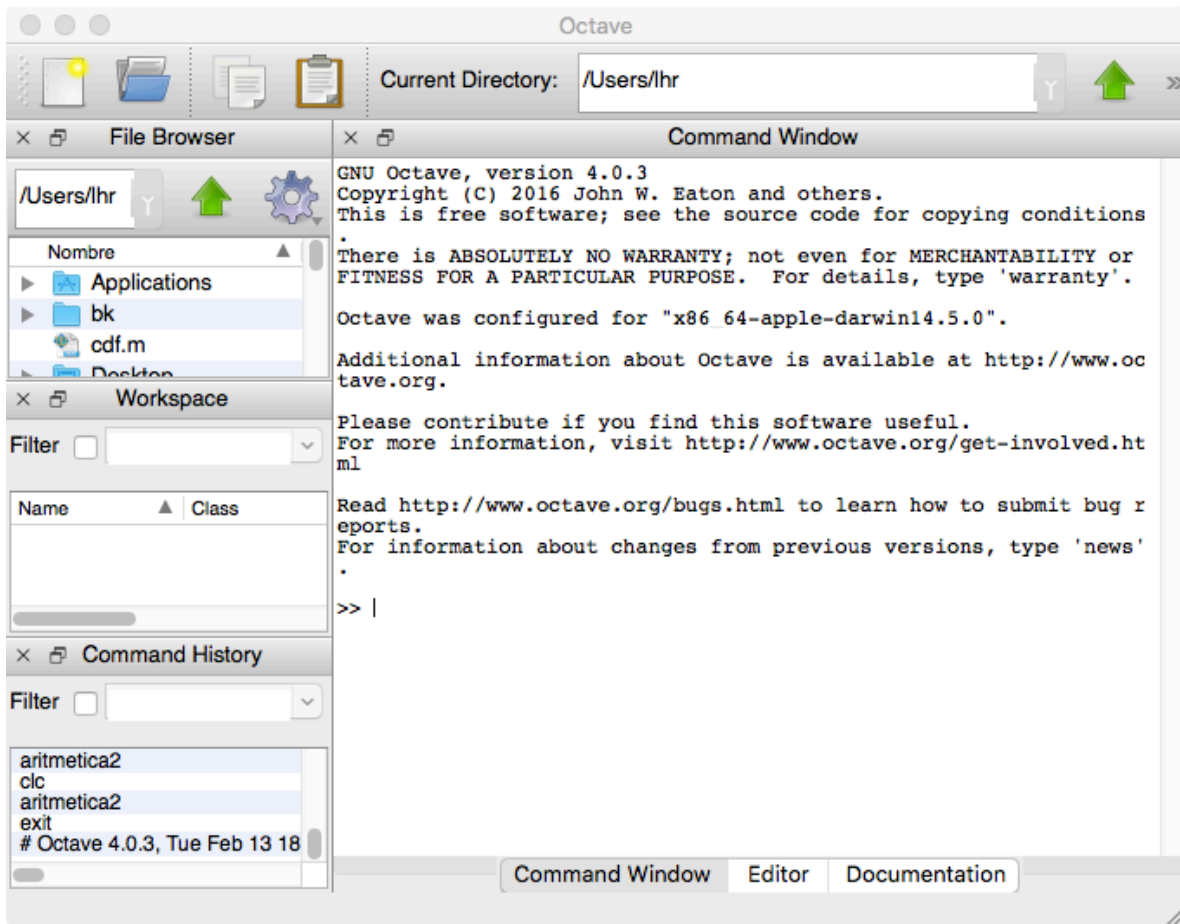 Octave
Current Directory: /Users/lhr
File Browser
/Users/lhr
Nombre
Applications
bk
cdf.m
Desktop
Workspace
Filter
Name Class
Command History
Filter
aritmetica2
clc
aritmetica2
exit
# Octave 4.0.3, Tue Feb 13 18
Command Window
GNU Octave, version 4.0.3
Copyright (C) 2016 John W. Eaton and others.
This is free software; see the source code for copying conditions
.
There is ABSOLUTELY NO WARRANTY; not even for MERCHANTABILITY or
FITNESS FOR A PARTICULAR PURPOSE.  For details, type 'warranty'.
Octave was configured for "x86_64-apple-darwin14.5.0".
Additional information about Octave is available at http://www.oc
tave.org.
Please contribute if you find this software useful.
For more information, visit http://www.octave.org/get-involved.ht
ml
Read http://www.octave.org/bugs.html to learn how to submit bug r
eports.
For information about changes from previous versions, type 'news'
.
>>
Command Window Editor Documentation